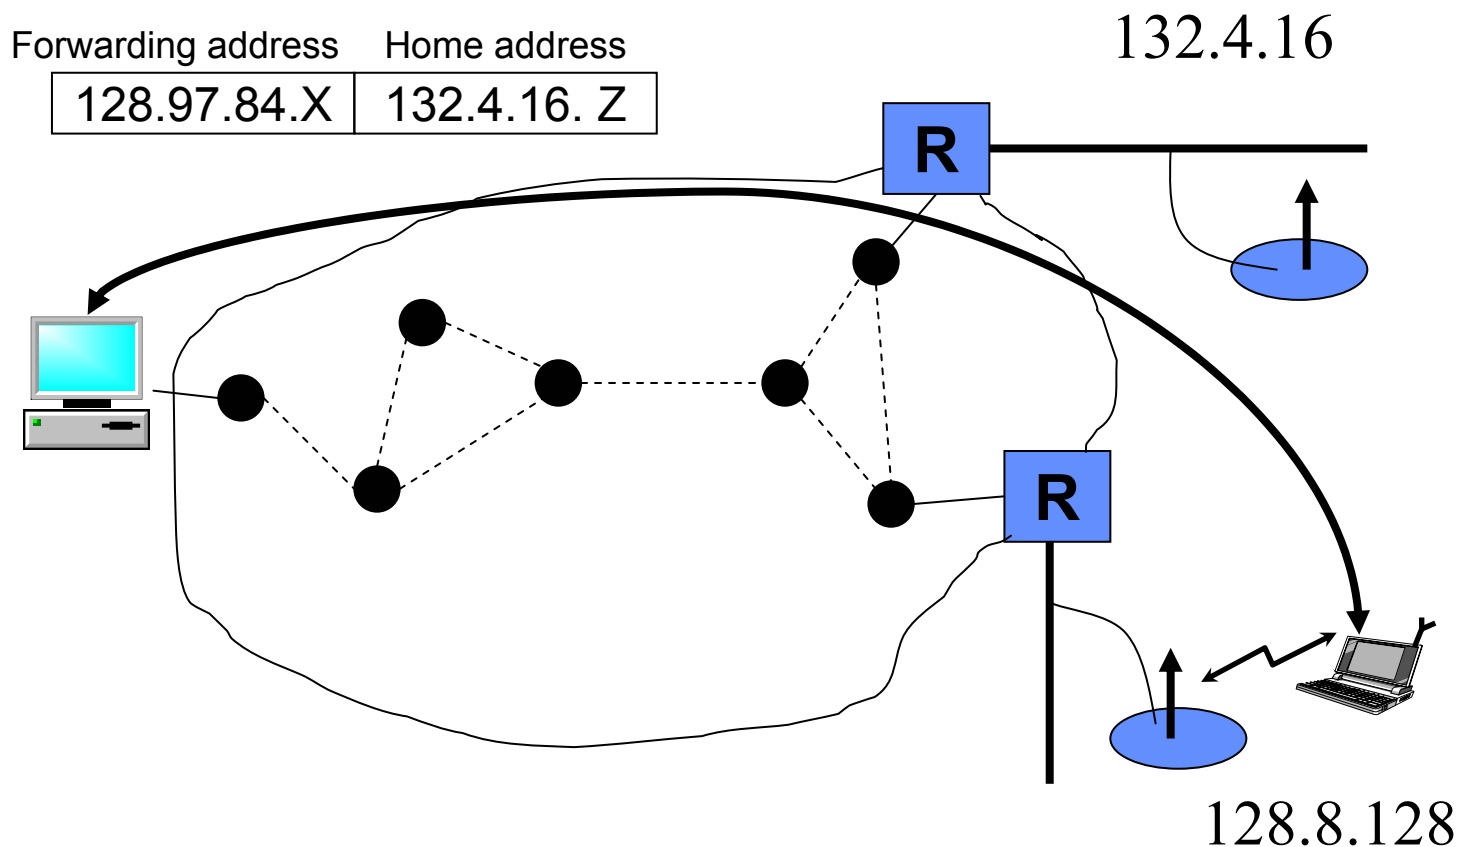 Forwarding address Home address
128.97.84.X 132.4.16. Z
132.4.16
R
R
128.8.128